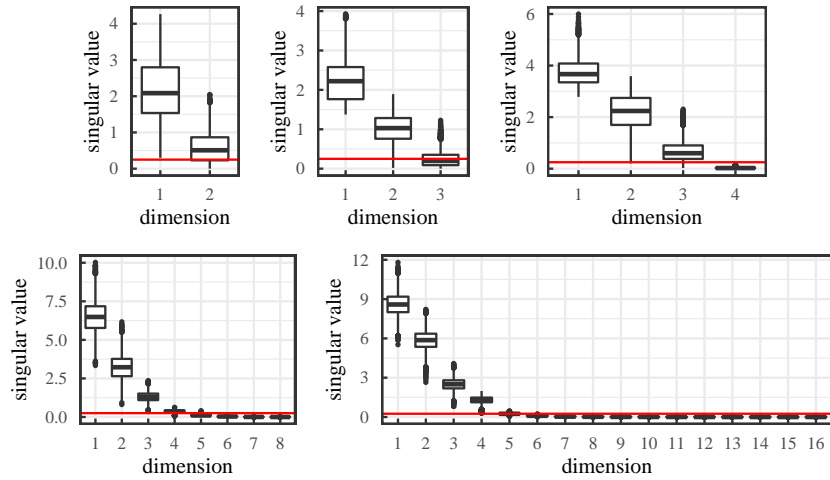 singular value
4
3
2
1
0
1 2
dimension
singular value
4
3
2
1
0
1 2 3
dimension
singular value
6
4
2
0
1 2 3 4
dimension
singular value
10.0
7.5
5.0
2.5
0.0
1 2 3 4 5 6 7 8
dimension
singular value
12
9
6
3
0
1 2 3 4 5 6 7 8 9 10 11 12 13 14 15 16
dimension